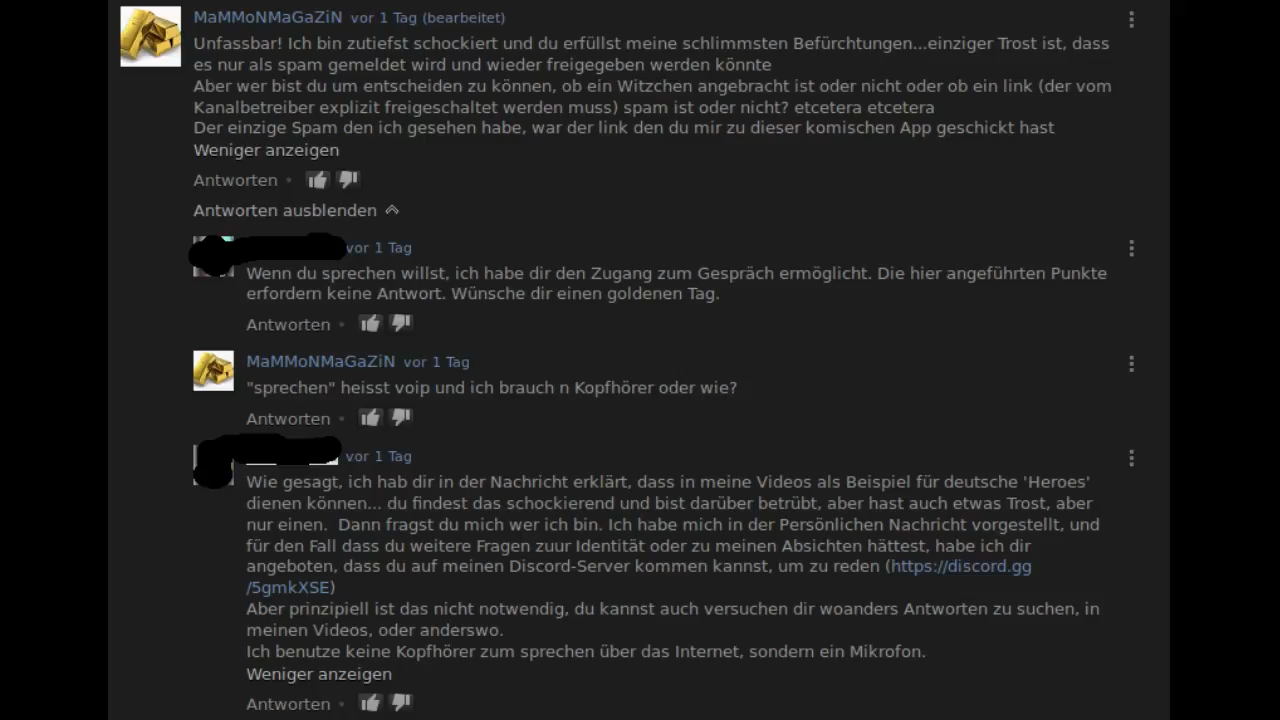 MaMMoNMaGaZiN vor 1 Tag (bearbeitet)
Unfassbar! Ich bin zutiefst schockiert und du erfüllst meine schlimmsten Befürchtungen...einziger Trost ist, dass
es nur als spam gemeldet wird und wieder freigegeben werden könnte
Aber wer bist du um entscheiden zu können, ob ein Witzchen angebracht ist oder nicht oder ob ein link (der vom
Kanalbetreiber explizit freigeschaltet werden muss) spam ist oder nicht? etcetera etcetera
Der einzige Spam den ich gesehen habe, war der link den du mir zu dieser komischen App geschickt hast
Weniger anzeigen
Antworten •
Antworten ausblenden
vor 1 Tag
Wenn du sprechen willst, ich habe dir den Zugang zum Gespräch ermöglicht. Die hier angeführten Punkte
erfordern keine Antwort. Wünsche dir einen goldenen Tag.
Antworten •
MaMMoNMaGaZiN vor 1 Tag
"sprechen" heisst voip und ich brauch n Kopfhörer oder wie?
Antworten •
vor 1 Tag
Wie gesagt, ich hab dir in der Nachricht erklärt, dass in meine Videos als Beispiel für deutsche 'Heroes'
dienen können... du findest das schockierend und bist darüber betrübt, aber hast auch etwas Trost, aber
nur einen.  Dann fragst du mich wer ich bin. Ich habe mich in der Persönlichen Nachricht vorgestellt, und
für den Fall dass du weitere Fragen zuur Identität oder zu meinen Absichten hättest, habe ich dir
angeboten, dass du auf meinen Discord-Server kommen kannst, um zu reden (https://discord.gg
/5gmkXSE)
Aber prinzipiell ist das nicht notwendig, du kannst auch versuchen dir woanders Antworten zu suchen, in
meinen Videos, oder anderswo.
Ich benutze keine Kopfhörer zum sprechen über das Internet, sondern ein Mikrofon.
Weniger anzeigen
Antworten •